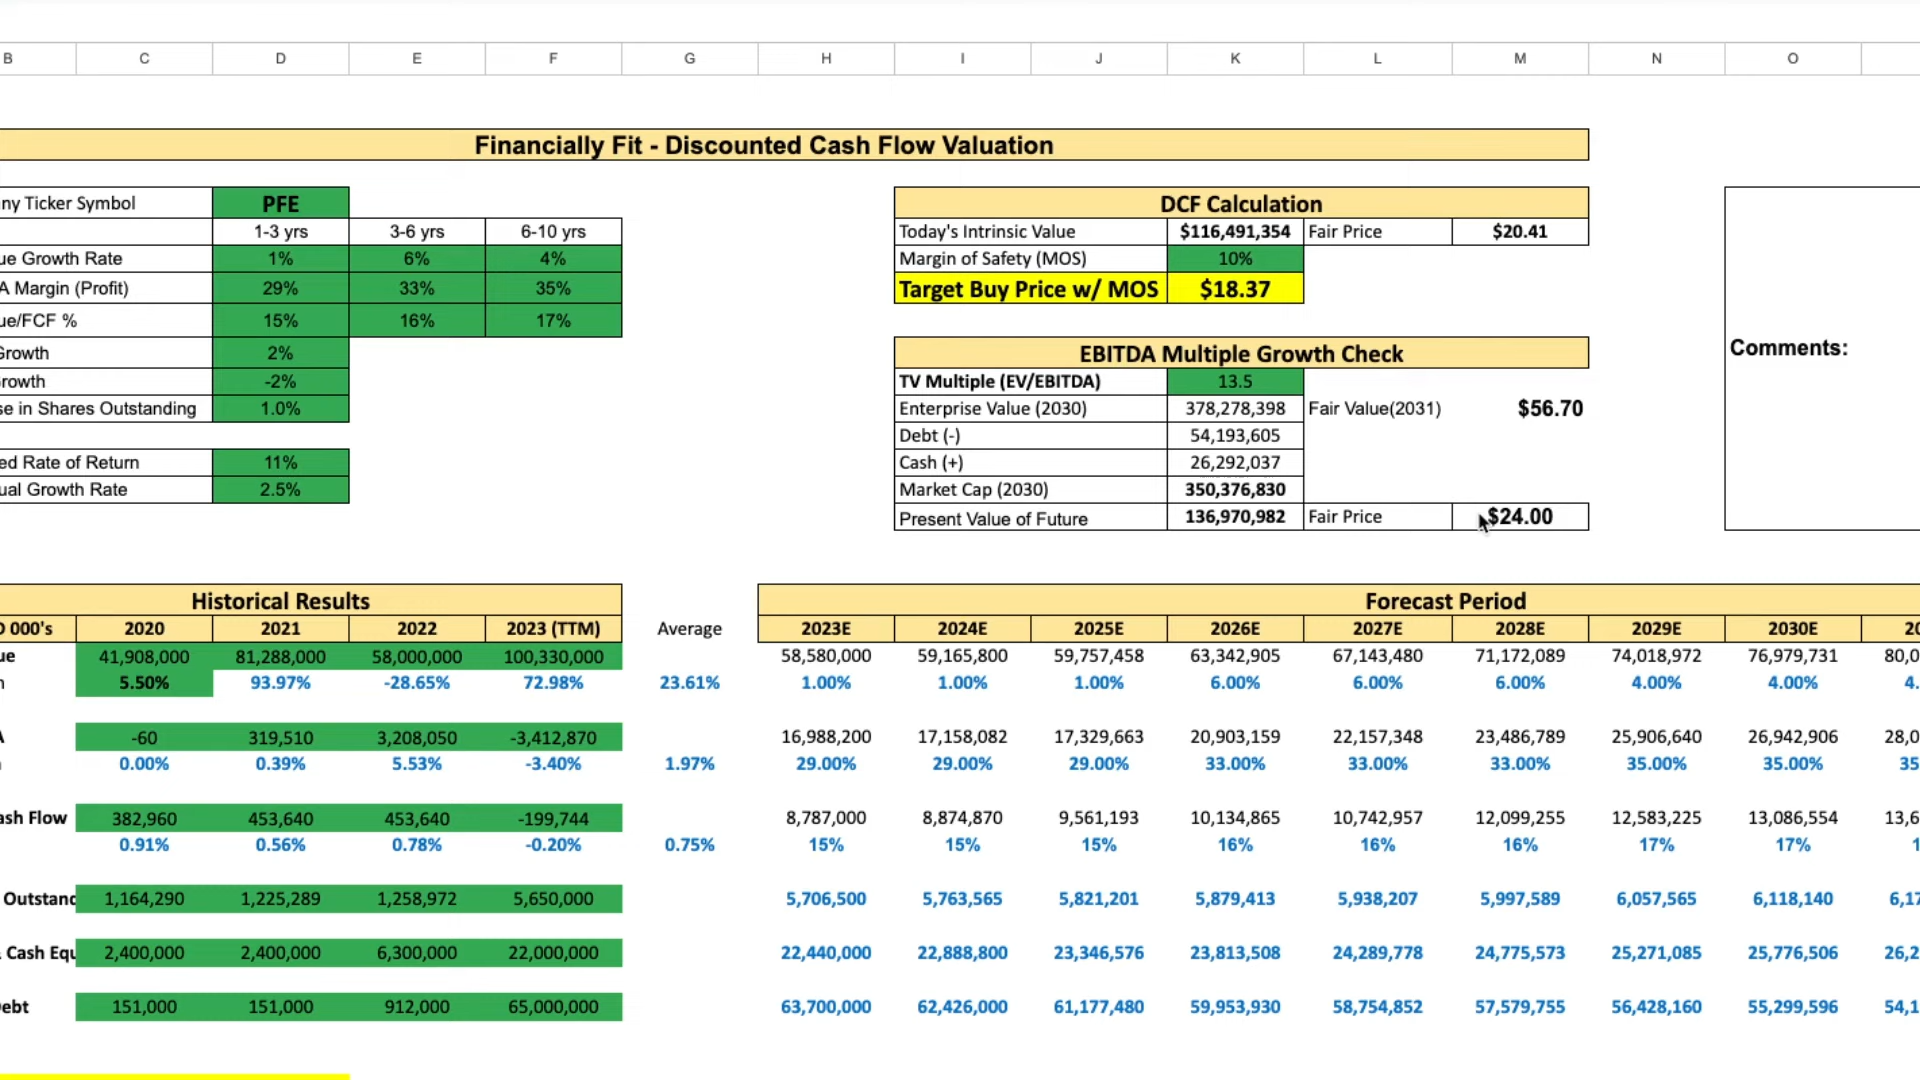 B C D E F G H I J K L M N O
Financially Fit - Discounted Cash Flow Valuation
ny Ticker Symbol PFE
1-3 yrs 3-6 yrs 6-10 yrs
ue Growth Rate 1% 6% 4%
A Margin (Profit) 29% 33% 35%
ue/FCF % 15% 16% 17%
Growth 2%
rowth -2%
se in Shares Outstanding 1.0%
ed Rate of Return 11%
ual Growth Rate 2.5%
DCF Calculation
Today's Intrinsic Value $116,491,354 Fair Price $20.41
Margin of Safety (MOS) 10%
Target Buy Price w/ MOS $18.37
EBITDA Multiple Growth Check
TV Multiple (EV/EBITDA) 13.5
Enterprise Value (2030) 378,278,398 Fair Value(2031) $56.70
Debt (-) 54,193,605
Cash (+) 26,292,037
Market Cap (2030) 350,376,830
Present Value of Future 136,970,982 Fair Price $24.00
Comments:
Historical Results Forecast Period
0 000's 2020 2021 2022 2023 (TTM) Average 2023E 2024E 2025E 2026E 2027E 2028E 2029E 2030E 20
ue 41,908,000 81,288,000 58,000,000 100,330,000 58,580,000 59,165,800 59,757,458 63,342,905 67,143,480 71,172,089 74,018,972 76,979,731 80,0
5.50% 93.97% -28.65% 72.98% 23.61% 1.00% 1.00% 1.00% 6.00% 6.00% 6.00% 4.00% 4.00% 4.
A -60 319,510 3,208,050 -3,412,870 16,988,200 17,158,082 17,329,663 20,903,159 22,157,348 23,486,789 25,906,640 26,942,906 28,0
0.00% 0.39% 5.53% -3.40% 1.97% 29.00% 29.00% 29.00% 33.00% 33.00% 33.00% 35.00% 35.00% 35
ash Flow 382,960 453,640 453,640 -199,744 8,787,000 8,874,870 9,561,193 10,134,865 10,742,957 12,099,255 12,583,225 13,086,554 13,6
0.91% 0.56% 0.78% -0.20% 0.75% 15% 15% 15% 16% 16% 16% 17% 17% 1
Outstand 1,164,290 1,225,289 1,258,972 5,650,000 5,706,500 5,763,565 5,821,201 5,879,413 5,938,207 5,997,589 6,057,565 6,118,140 6,17
Cash Equ 2,400,000 2,400,000 6,300,000 22,000,000 22,440,000 22,888,800 23,346,576 23,813,508 24,289,778 24,775,573 25,271,085 25,776,506 26,2
ebt 151,000 151,000 912,000 65,000,000 63,700,000 62,426,000 61,177,480 59,953,930 58,754,852 57,579,755 56,428,160 55,299,596 54,1